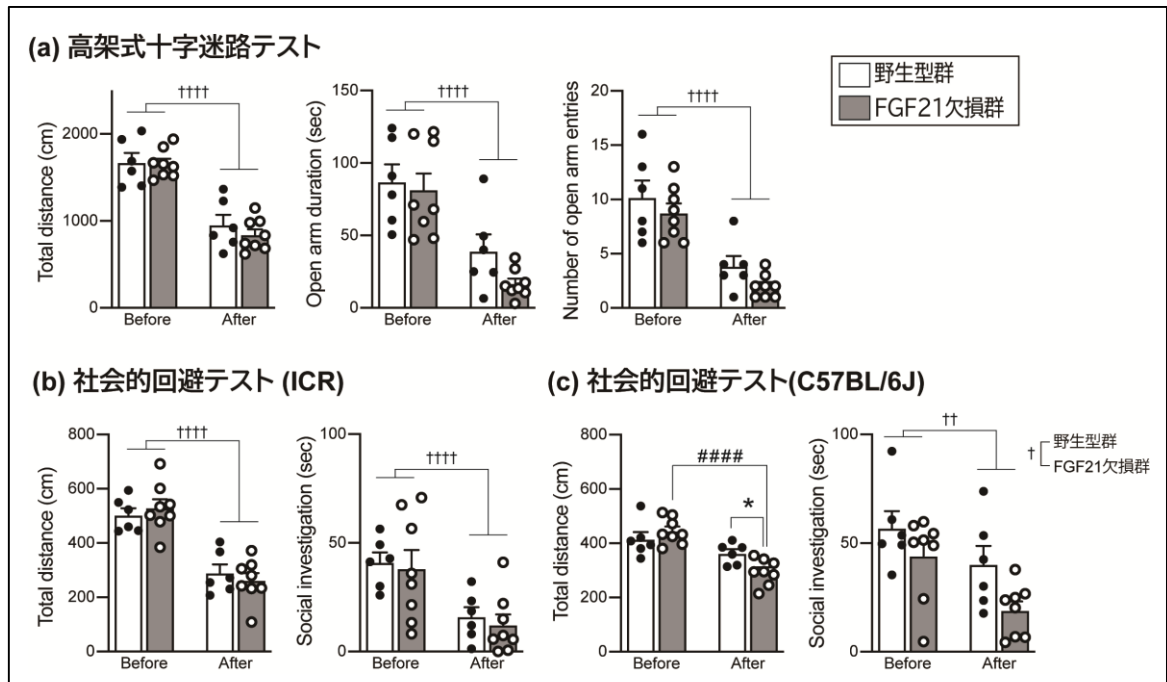 (a) 高架式十字迷路テスト
野生型群
FGF21欠損群
††††
Total distance (cm)
2000
1000
0
Before
After
††††
Open arm duration (sec)
150
100
50
0
Before
After
††††
Number of open arm entries
20
15
10
5
0
Before
After
(b) 社会的回避テスト (ICR)
††††
Total distance (cm)
800
600
400
200
0
Before
After
††††
Social investigation (sec)
100
50
0
Before
After
(c) 社会的回避テスト(C57BL/6J)
####
*
Total distance (cm)
800
600
400
200
0
Before
After
††
†
野生型群
FGF21欠損群
Social investigation (sec)
100
50
0
Before
After